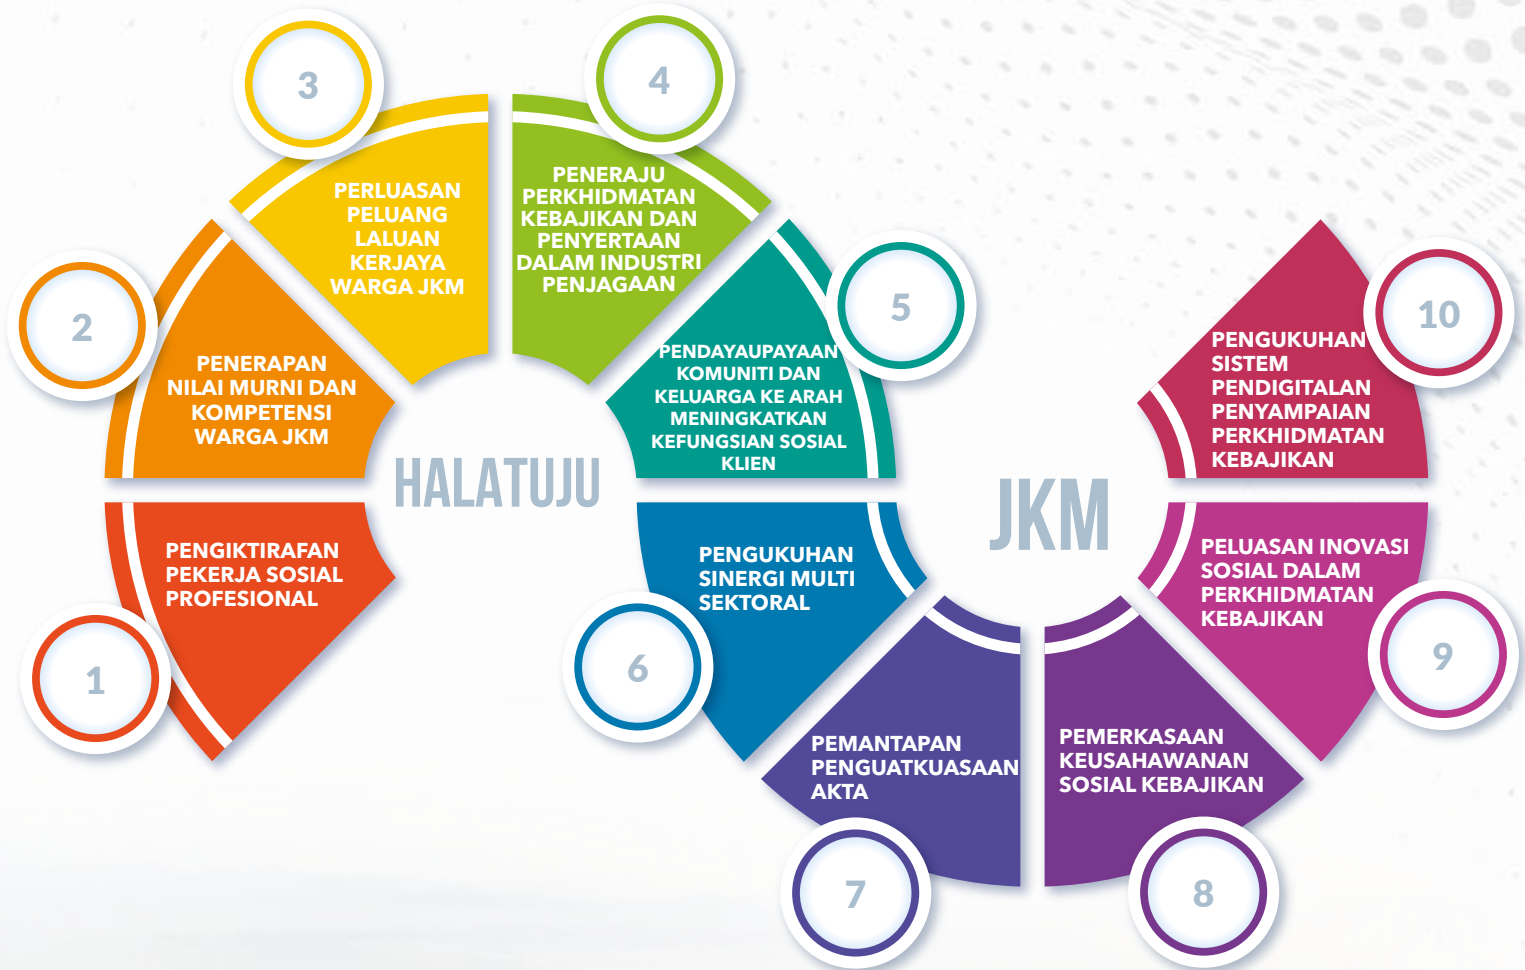 1
PENGIKTIRAFAN
PEKERJA SOSIAL
PROFESIONAL
2
PENERAPAN
NILAI MURNI DAN
KOMPETENSI
WARGA JKM
3
PERLUASAN
PELUANG
LALUAN
KERJAYA
WARGA JKM
4
PENERAJU
PERKHIDMATAN
KEBAJIKAN DAN
PENYERTAAN
DALAM INDUSTRI
PENJAGAAN
5
PENDAYAUPAYAAN
KOMUNITI DAN
KELUARGA KE ARAH
MENINGKATKAN
KEFUNGSIAN SOSIAL
KLIEN
HALATUJU
6
PENGUKUHAN
SINERGI MULTI
SEKTORAL
7
PEMANTAPAN
PENGUATKUASAAN
AKTA
8
PEMERKASAAN
KEUSAHAWANAN
SOSIAL KEBAJIKAN
9
PELUASAN INOVASI
SOSIAL DALAM
PERKHIDMATAN
KEBAJIKAN
10
PENGUKUHAN
SISTEM
PENDIGITALAN
PENYAMPAIAN
PERKHIDMATAN
KEBAJIKAN
JKM